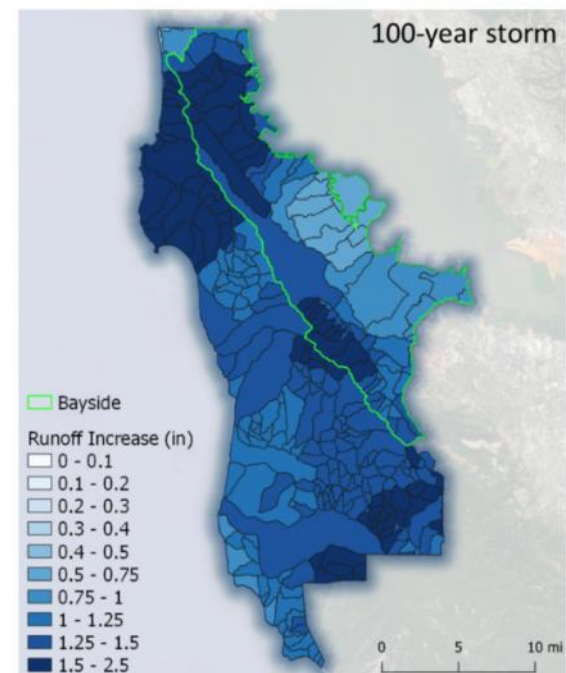 100-year storm
Bayside
Runoff Increase (in)
0 - 0.1
0.1 - 0.2
0.2 - 0.3
0.3 - 0.4
0.4 - 0.5
0.5 - 0.75
0.75 - 1
1 - 1.25
1.25 - 1.5
1.5 - 2.5
0 5 10 mi